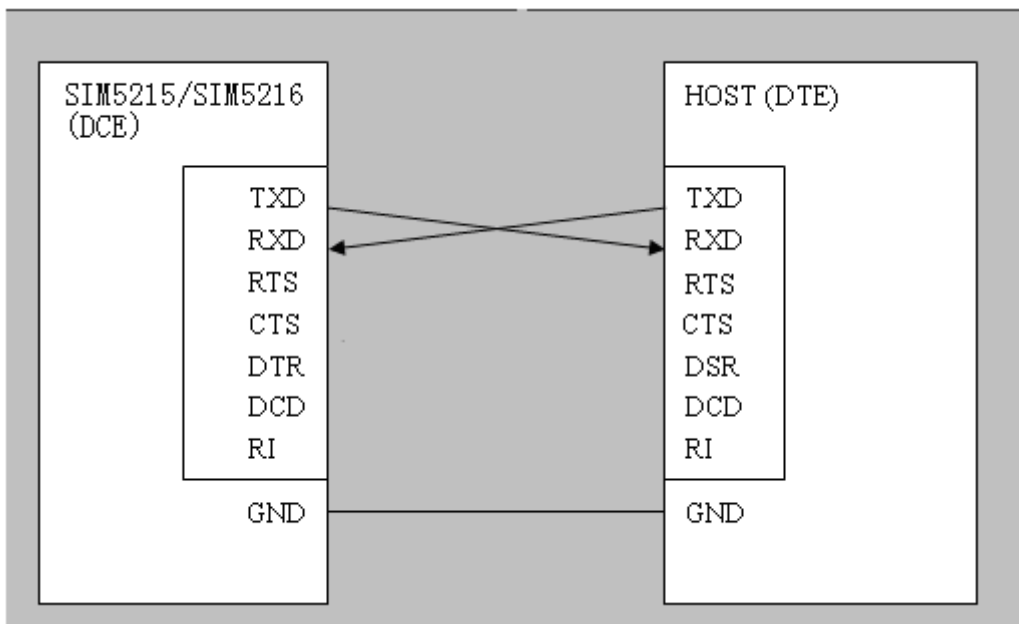 SIM5215/SIM5216
(DCE)
TXD
RXD
RTS
CTS
DTR
DCD
RI
GND
HOST (DTE)
TXD
RXD
RTS
CTS
DSR
DCD
RI
GND